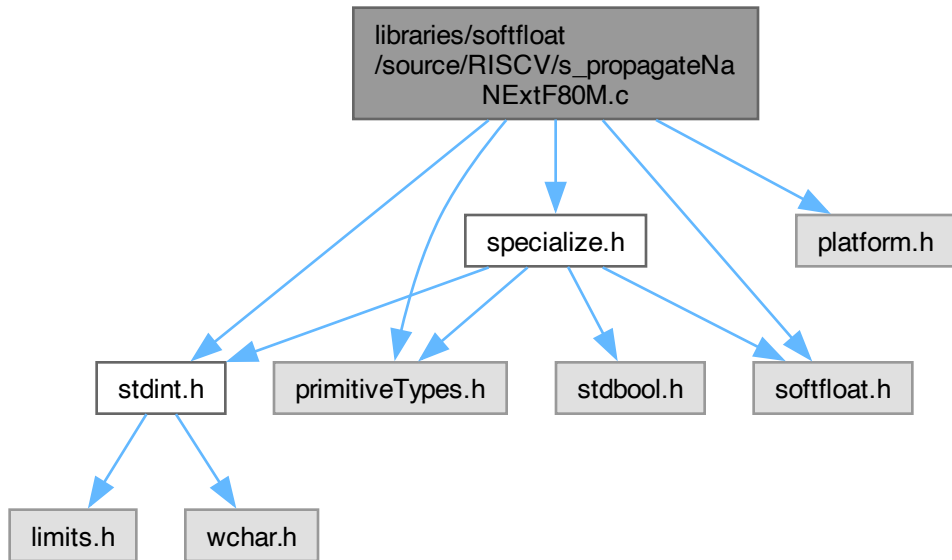 libraries/softfloat
/source/RISCV/s_propagateNa
NExtF80M.c
specialize.h
platform.h
stdint.h
primitiveTypes.h
stdbool.h
softfloat.h
limits.h
wchar.h